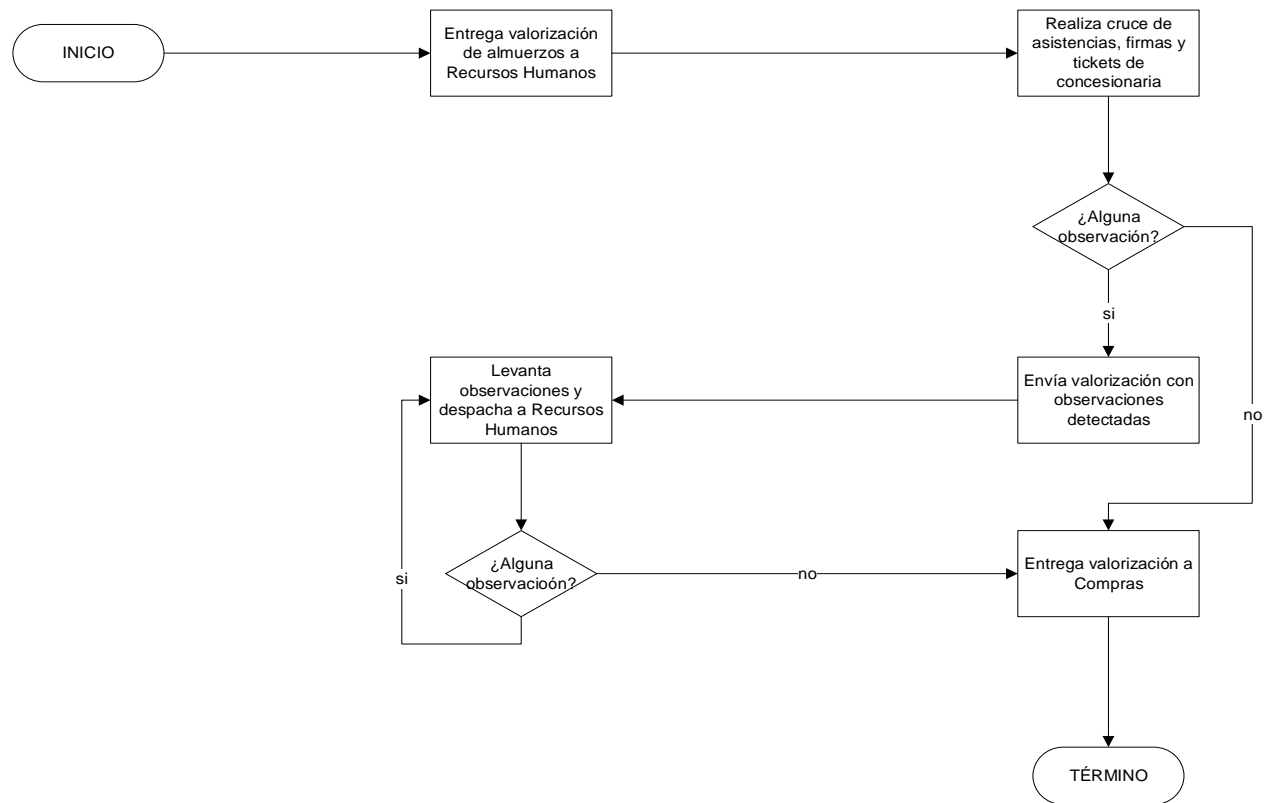 INICIO
Entrega valorización
de almuerzos a
Recursos Humanos
Realiza cruce de
asistencias, firmas y
tickets de
concesionaria
¿Alguna
observación?
si
no
Envía valorización con
observaciones
detectadas
Levanta
observaciones y
despacha a Recursos
Humanos
¿Alguna
observacioón?
si
no
Entrega valorización a
Compras
TÉRMINO